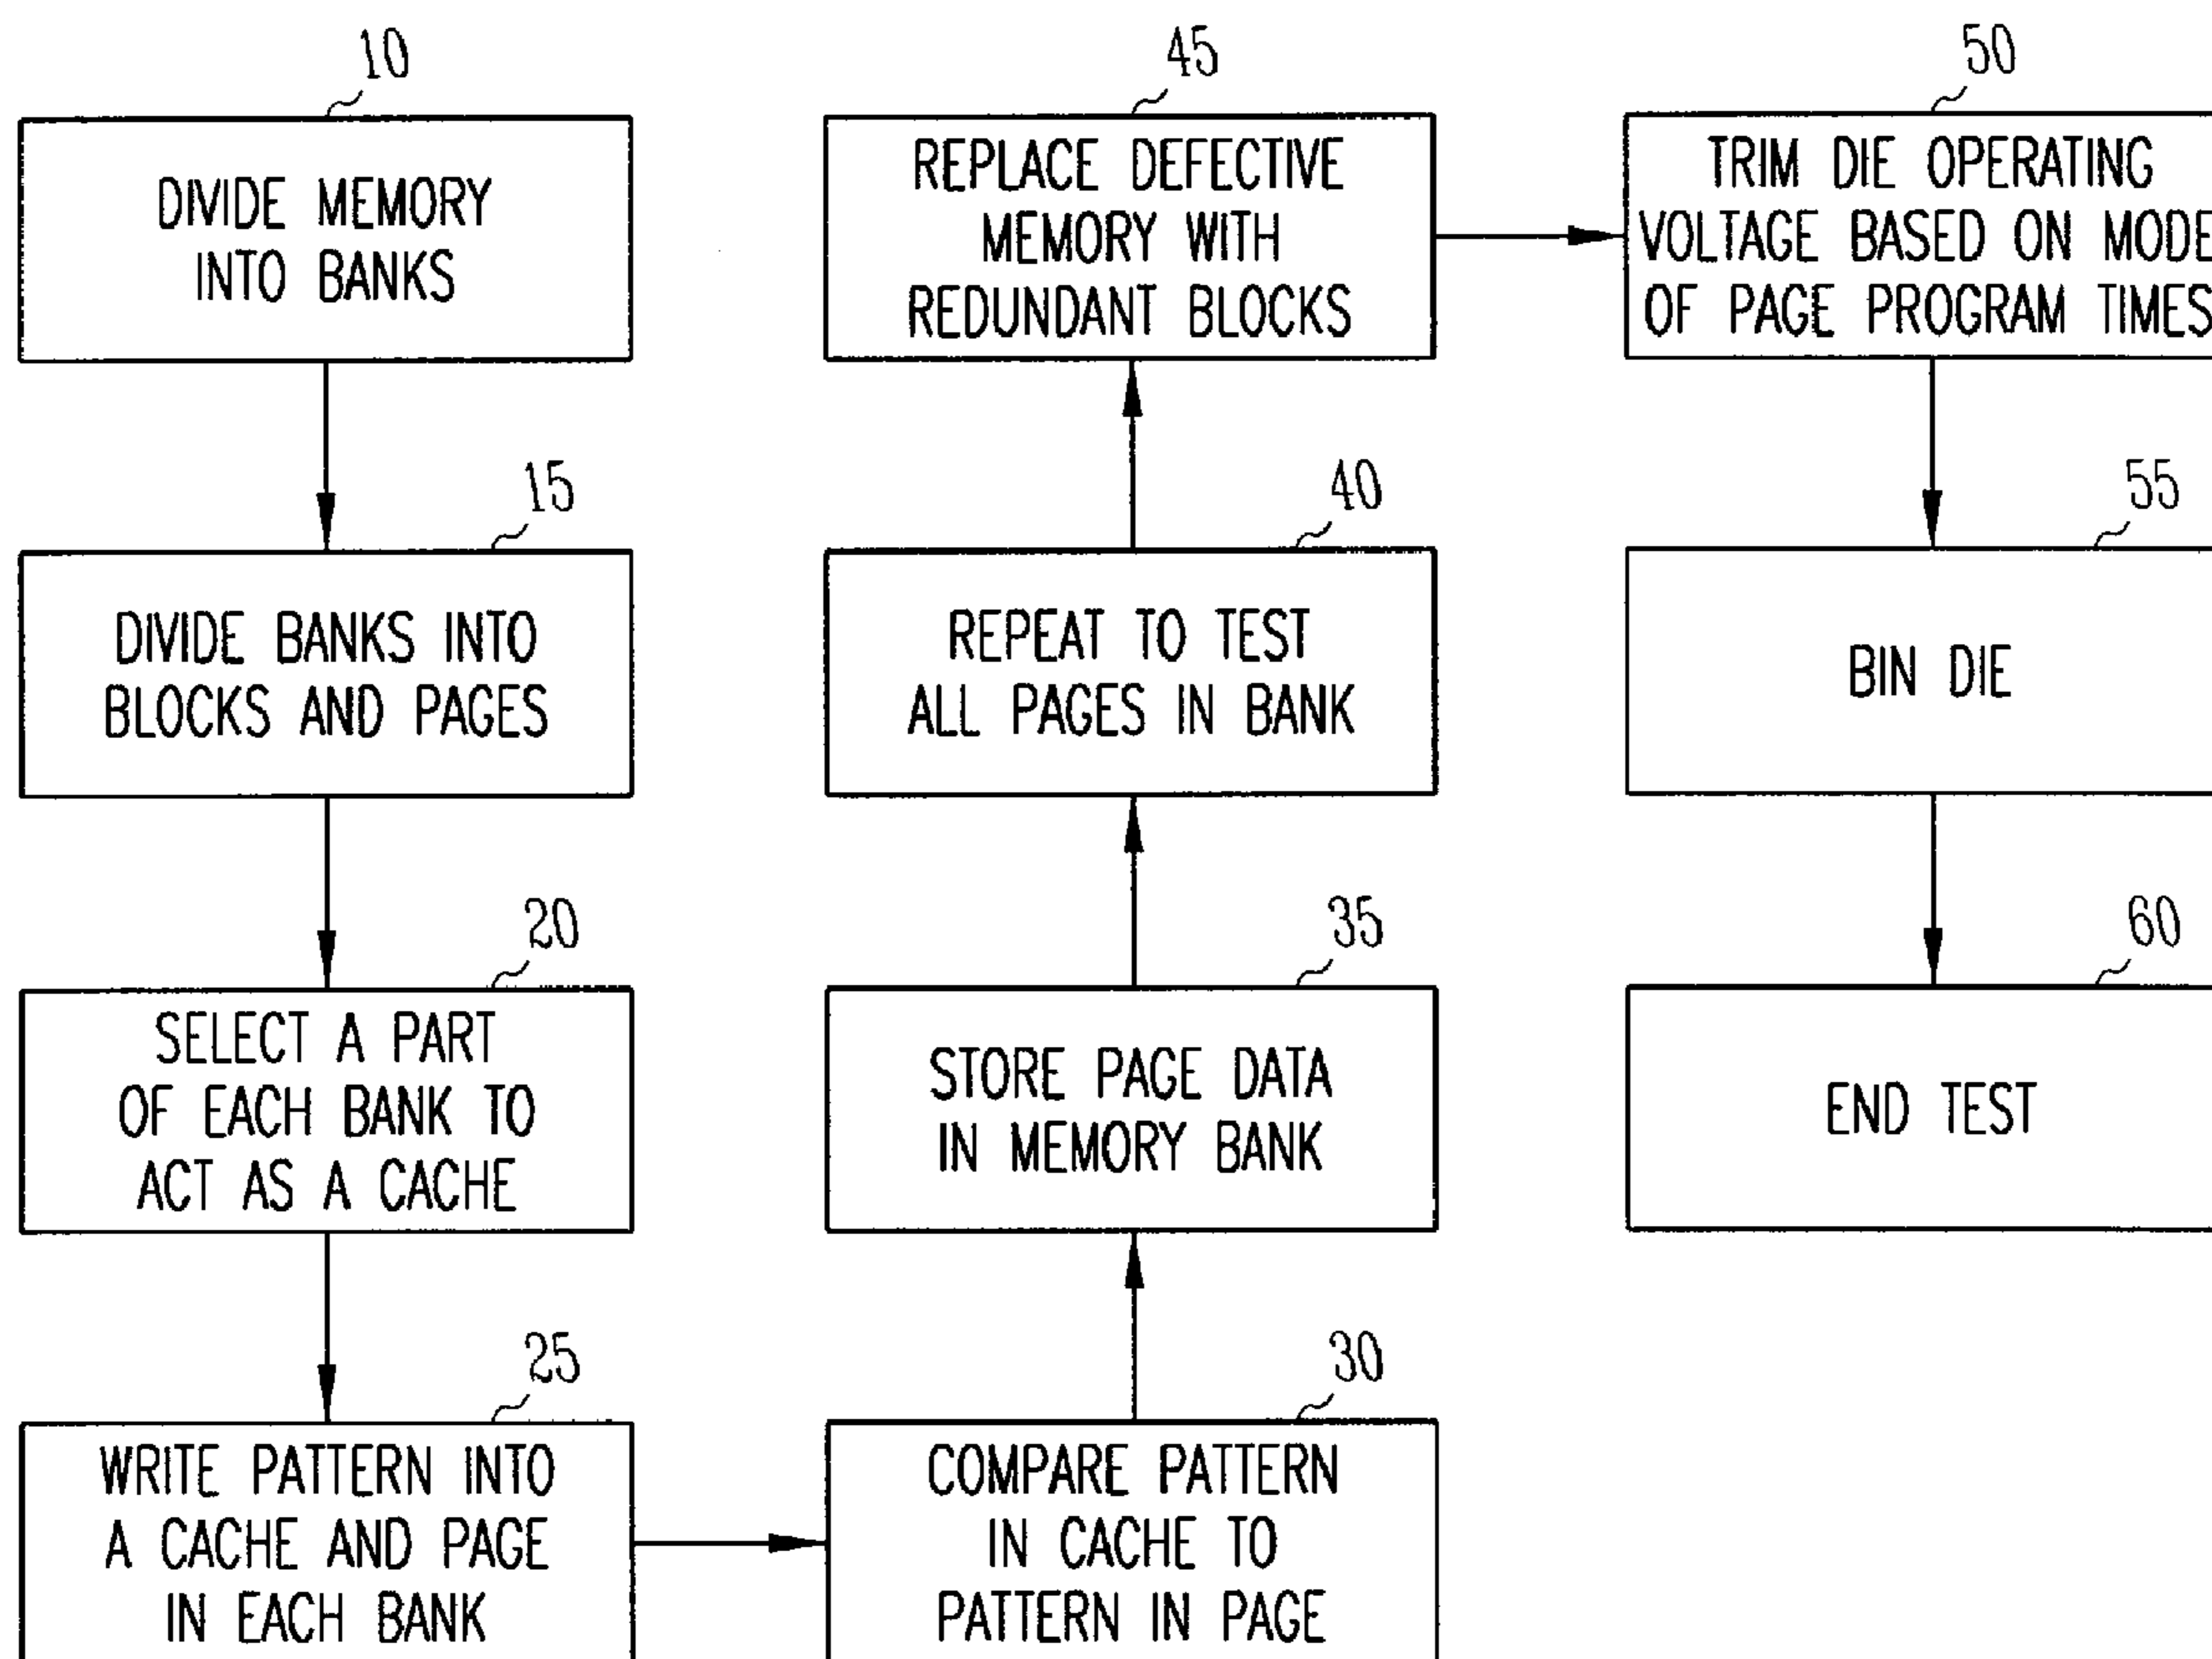 10
DIVIDE MEMORY
INTO BANKS
15
DIVIDE BANKS INTO
BLOCKS AND PAGES
20
SELECT A PART
OF EACH BANK TO
ACT AS A CACHE
25
WRITE PATTERN INTO
A CACHE AND PAGE
IN EACH BANK
30
COMPARE PATTERN
IN CACHE TO
PATTERN IN PAGE
35
STORE PAGE DATA
IN MEMORY BANK
40
REPEAT TO TEST
ALL PAGES IN BANK
45
REPLACE DEFECTIVE
MEMORY WITH
REDUNDANT BLOCKS
50
TRIM DIE OPERATING
VOLTAGE BASED ON MODE
OF PAGE PROGRAM TIMES
55
BIN DIE
60
END TEST